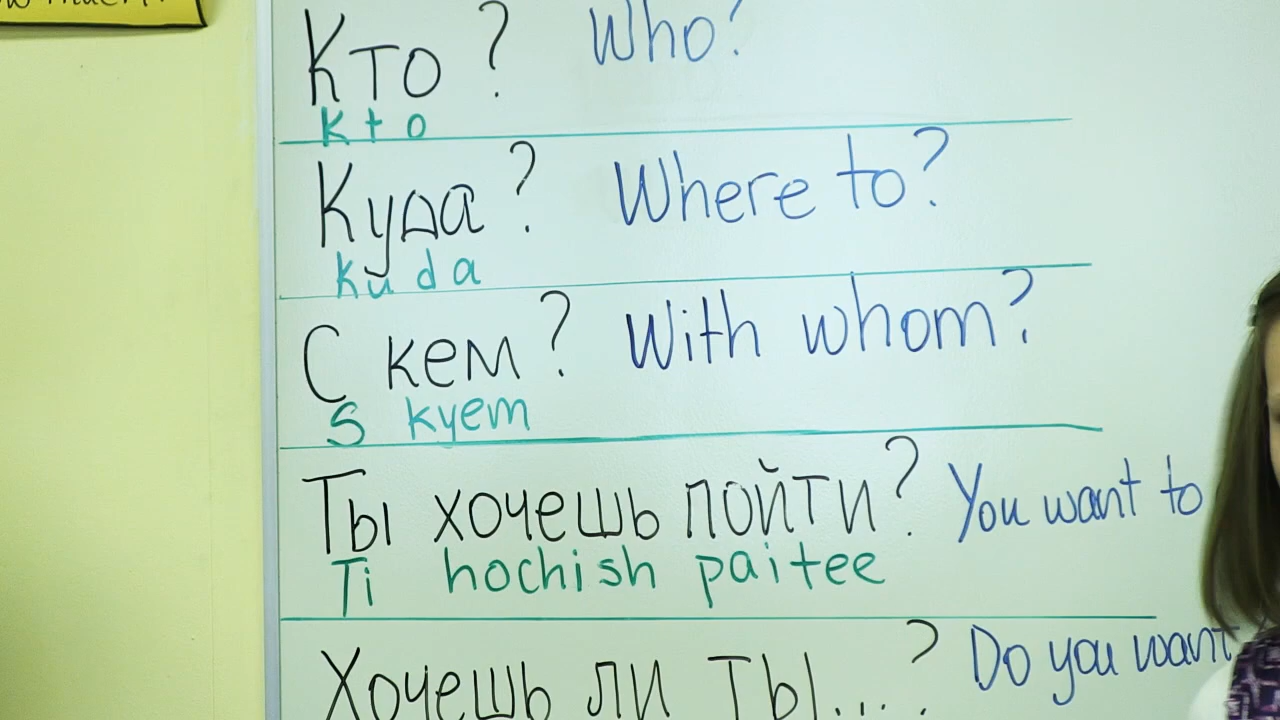 Кто? Who?
kto
Куда? Where to?
kuda
С кем? With whom?
s kyem
Ты хочешь пойти? You want to
Ti hochish paitee
Хочешь ли ты...? Do you want